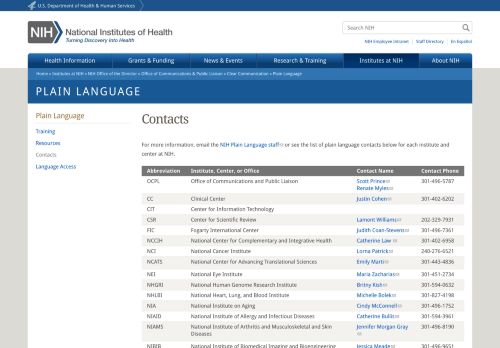 U.S. Department of Health & Human Services
NIH National Institutes of Health
Turning Discovery Into Health
Search NIH
NIH Employee Intranet Staff Directory En Español
Health Information Grants & Funding News & Events Research & Training Institutes at NIH About NIH
Home » Institutes at NIH » NIH Office of the Director » Office of Communications & Public Liaison » Clear Communication » Plain Language
PLAIN LANGUAGE
Plain Language
Training
Resources
Contacts
Language Access
Contacts
For more information, email the NIH Plain Language staff or see the list of plain language contacts below for each institute and
center at NIH.
Abbreviation Institute, Center, or Office Contact Name Contact Phone
OCPL Office of Communications and Public Liaison Scott Prince 301-496-5787
Renate Myles
CC Clinical Center Justin Cohen 301-402-6202
CIT Center for Information Technology
CSR Center for Scientific Review Lamont Williams 202-329-7931
FIC Fogarty International Center Judith Coan-Stevens 301-496-7361
NCCIH National Center for Complementary and Integrative Health Catherine Law 301-402-6958
NCI National Cancer Institute Lorna Patrick 240-276-6521
NCATS National Center for Advancing Translational Sciences Emily Marti 301-443-4836
NEI National Eye Institute Maria Zacharias 301-451-2734
NHGRI National Human Genome Research Institute Britny Kish 301-594-0632
NHLBI National Heart, Lung, and Blood Institute Michelle Bolek 301-827-4198
NIA National Institute on Aging Cindy McConnell 301-496-1752
NIAID National Institute of Allergy and Infectious Diseases Catherine Bullit 301-594-3961
NIAMS National Institute of Arthritis and Musculoskeletal and Skin Jennifer Morgan Gray 301-496-8190
Diseases
NIBIB National Institute of Biomedical Imaging and Bioengineering Jessica Meade 301-496-9651